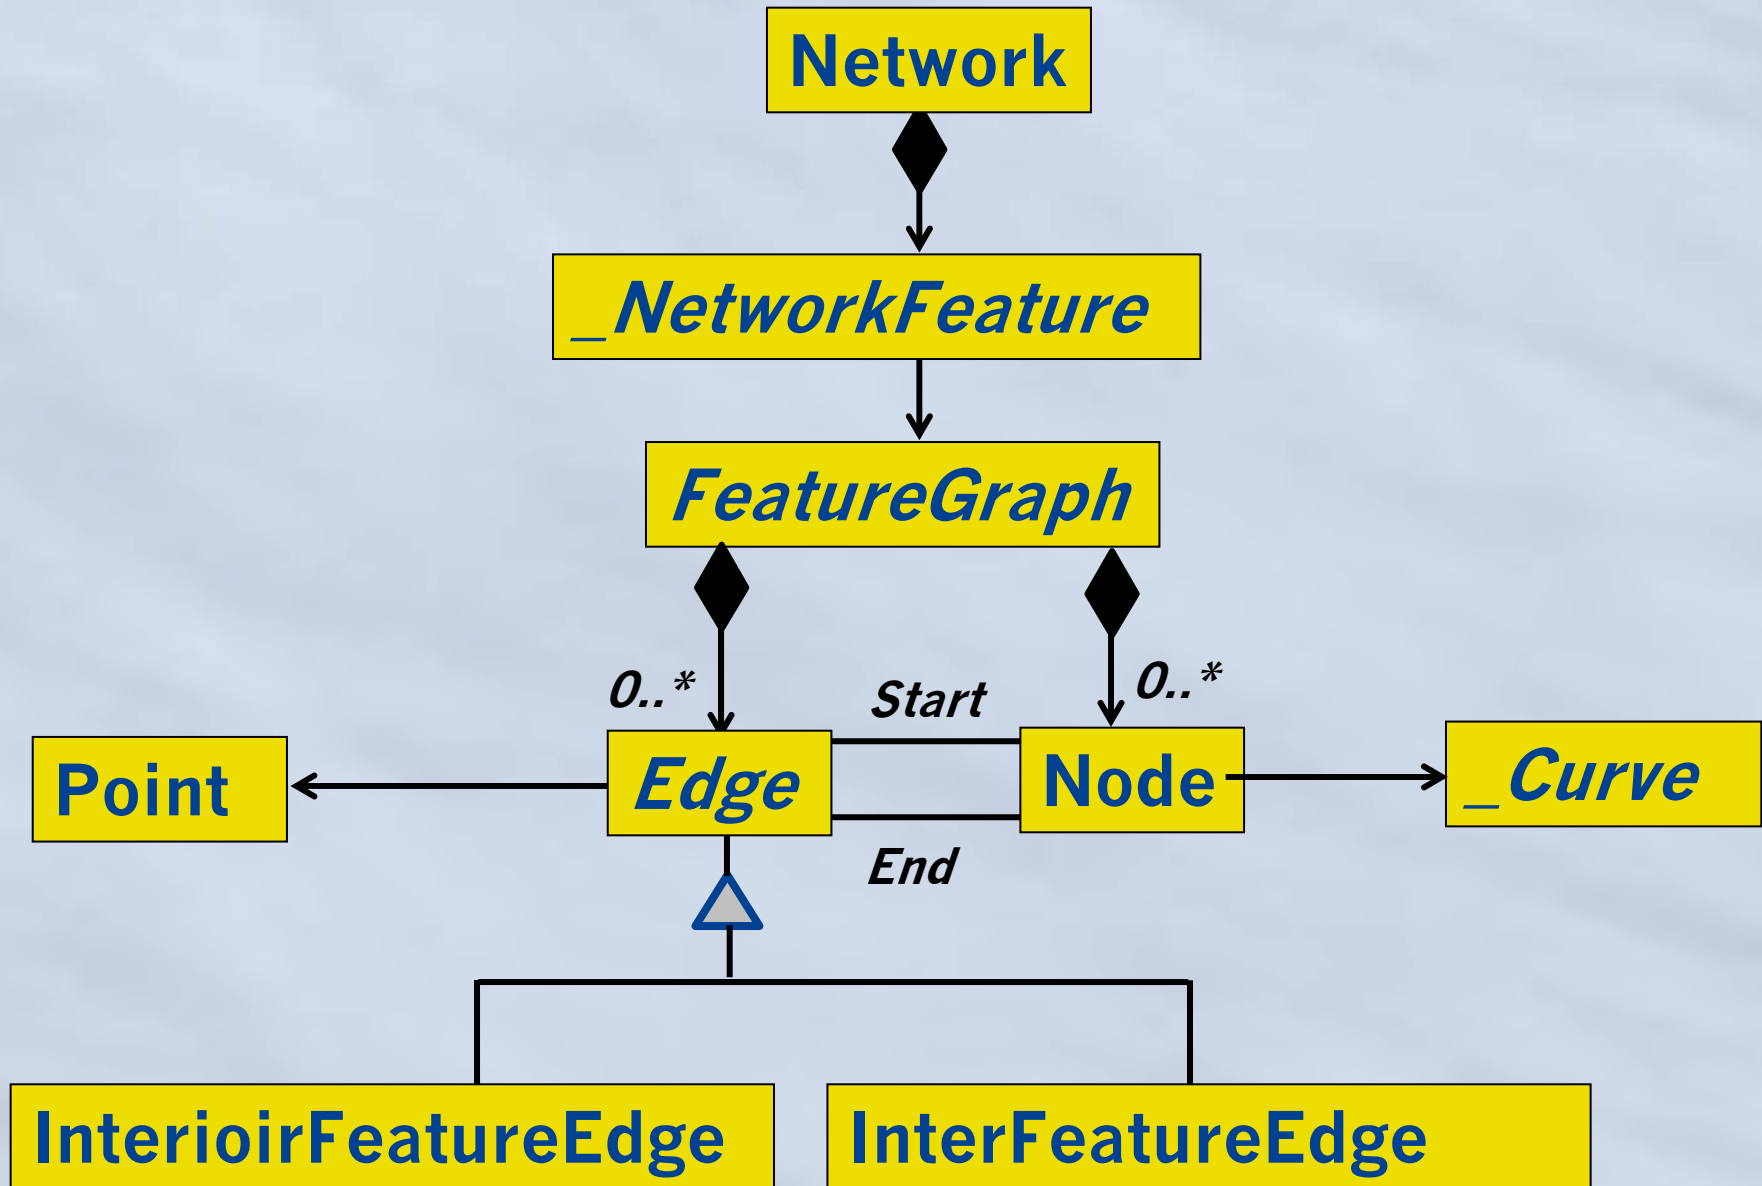 Network
_NetworkFeature
FeatureGraph
0..*
Start
0..*
Point
Edge
Node
_Curve
End
InterioirFeatureEdge
InterFeatureEdge